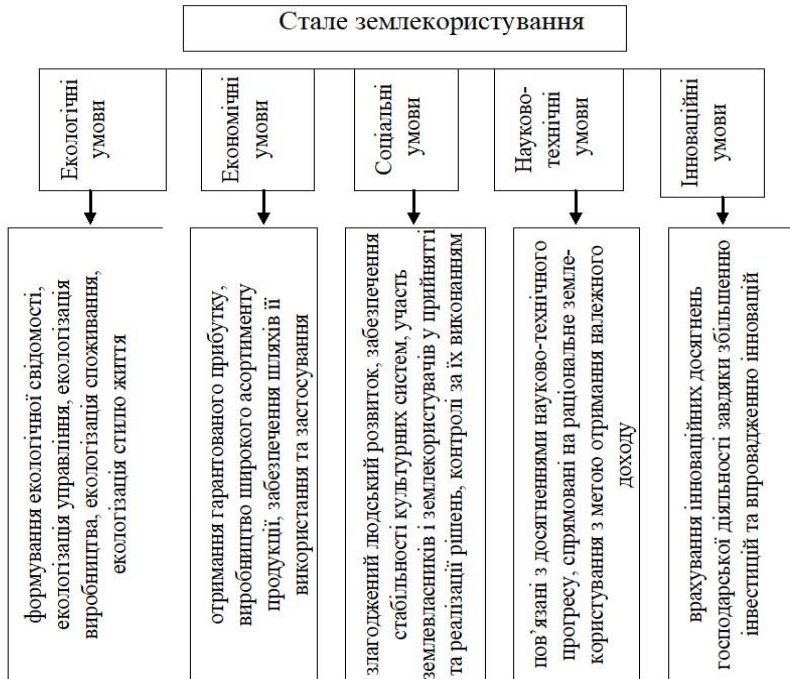 Стале землекористування
Екологічні
умови
Економічні
умови
Соціальні
умови
Науково-
технічні
умови
Інноваційні
умови
формування екологічної свідомості,
екологізація управління, екологізація
виробництва, екологізація споживання,
екологізація стилю життя
отримання гарантованого прибутку,
виробництво широкого асортименту
продукції, забезпечення шляхів її
використання та застосування
злагоджений людський розвиток, забезпечення
стабільності культурних систем, участь
землевласників і землекористувачів у прийнятті
та реалізації рішень, контролі за їх виконанням
пов’язані з досягненнями науково-технічного
прогресу, спрямовані на раціональне земле-
користування з метою отримання належного
доходу
врахування інноваційних досягнень
господарської діяльності завдяки збільшенню
інвестицій та впровадженню інновацій